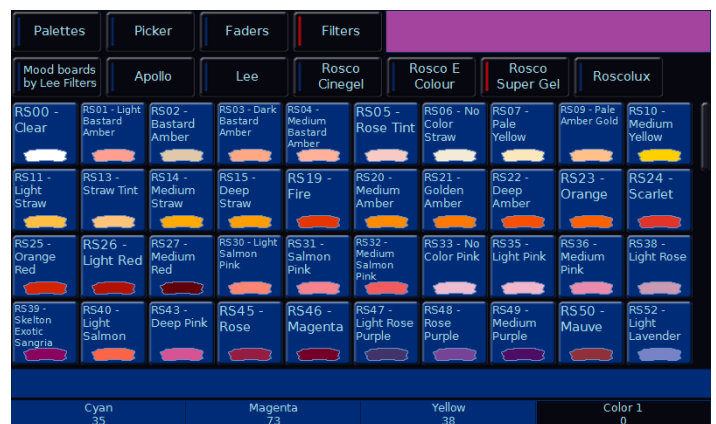 Palettes
Picker
Faders
Filters
Mood boards
by Lee Filters
Apollo
Lee
Rosco
Cinegel
Rosco E
Colour
Rosco
Super Gel
Roscolux
RS00 -
Clear
RS01 - Light
Bastard
Amber
RS02 -
Bastard
Amber
RS03 - Dark
Bastard
Amber
RS04 -
Medium
Bastard
Amber
RS05 -
Rose Tint
RS06 - No
Color
Straw
RS07 -
Pale
Yellow
RS09 - Pale
Amber Gold
RS10 -
Medium
Yellow
RS11 -
Light
Straw
RS13 -
Straw Tint
RS14 -
Medium
Straw
RS15 -
Deep
Straw
RS19 -
Fire
RS20 -
Medium
Amber
RS21 -
Golden
Amber
RS22 -
Deep
Amber
RS23 -
Orange
RS24 -
Scarlet
RS25 -
Orange
Red
RS26 -
Light Red
RS27 -
Medium
Red
RS30 - Light
Salmon
Pink
RS31 -
Salmon
Pink
RS32 -
Medium
Salmon
Pink
RS33 - No
Color Pink
RS35 -
Light Pink
RS36 -
Medium
Pink
RS38 -
Light Rose
RS39 -
Skelton
Exotic
Sangria
RS40 -
Light
Salmon
RS43 -
Deep Pink
RS45 -
Rose
RS46 -
Magenta
RS47 -
Light Rose
Purple
RS48 -
Rose
Purple
RS49 -
Medium
Purple
RS50 -
Mauve
RS52 -
Light
Lavender
Cyan
35
Magenta
73
Yellow
38
Color 1
0